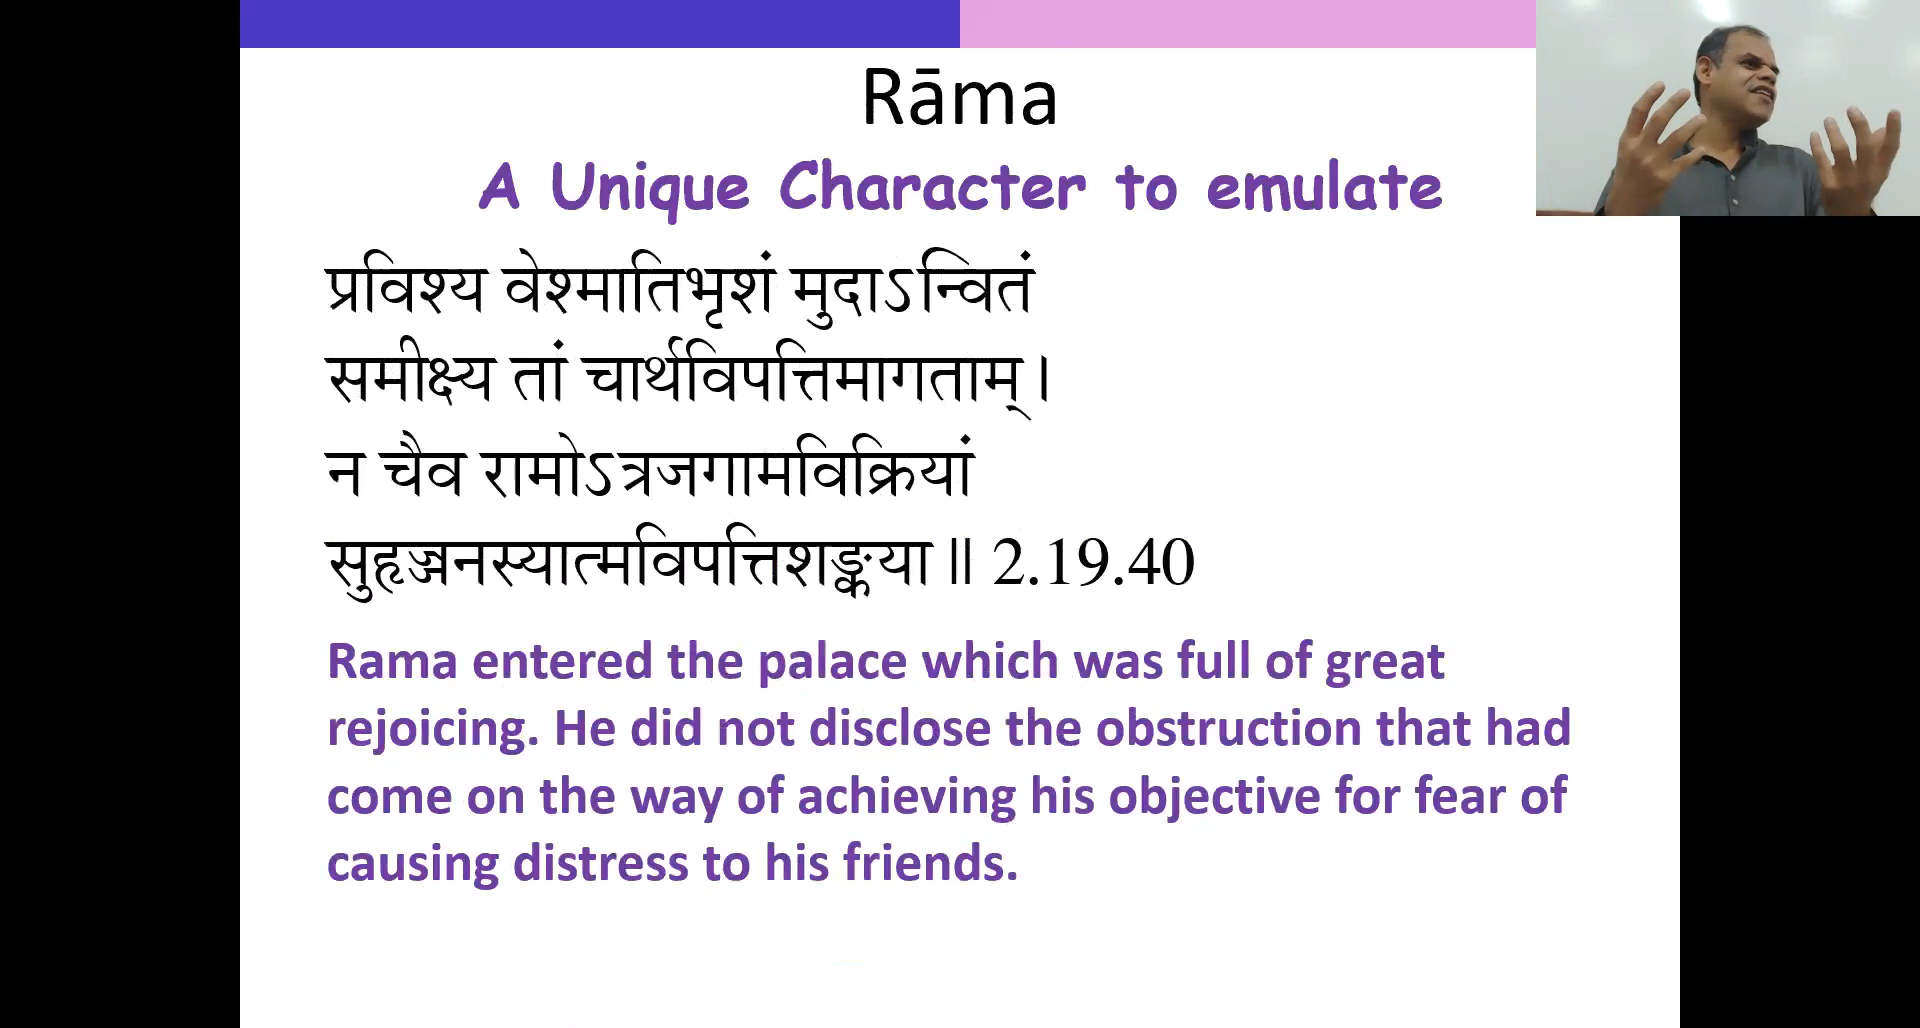 Rāma
A Unique Character to emulate
प्रविश्य वेश्मातिभृशं मुदाऽन्वितं
समीक्ष्य तां चार्थविपत्तिमागताम्।
न चैव रामोऽत्रजगामविक्रियां
सुहृज्जनस्यात्मविपत्तिशङ्कया॥ 2.19.40
Rama entered the palace which was full of great
rejoicing. He did not disclose the obstruction that had
come on the way of achieving his objective for fear of
causing distress to his friends.